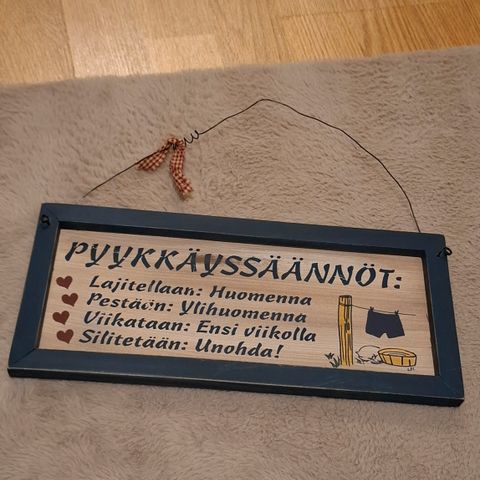 PYYKKÄYSSÄÄNNÖT:
Lajitellaan: Huomenna
Pestään: Ylihuomenna
Viikataan: Ensi viikolla
Silitetään: Unohda!